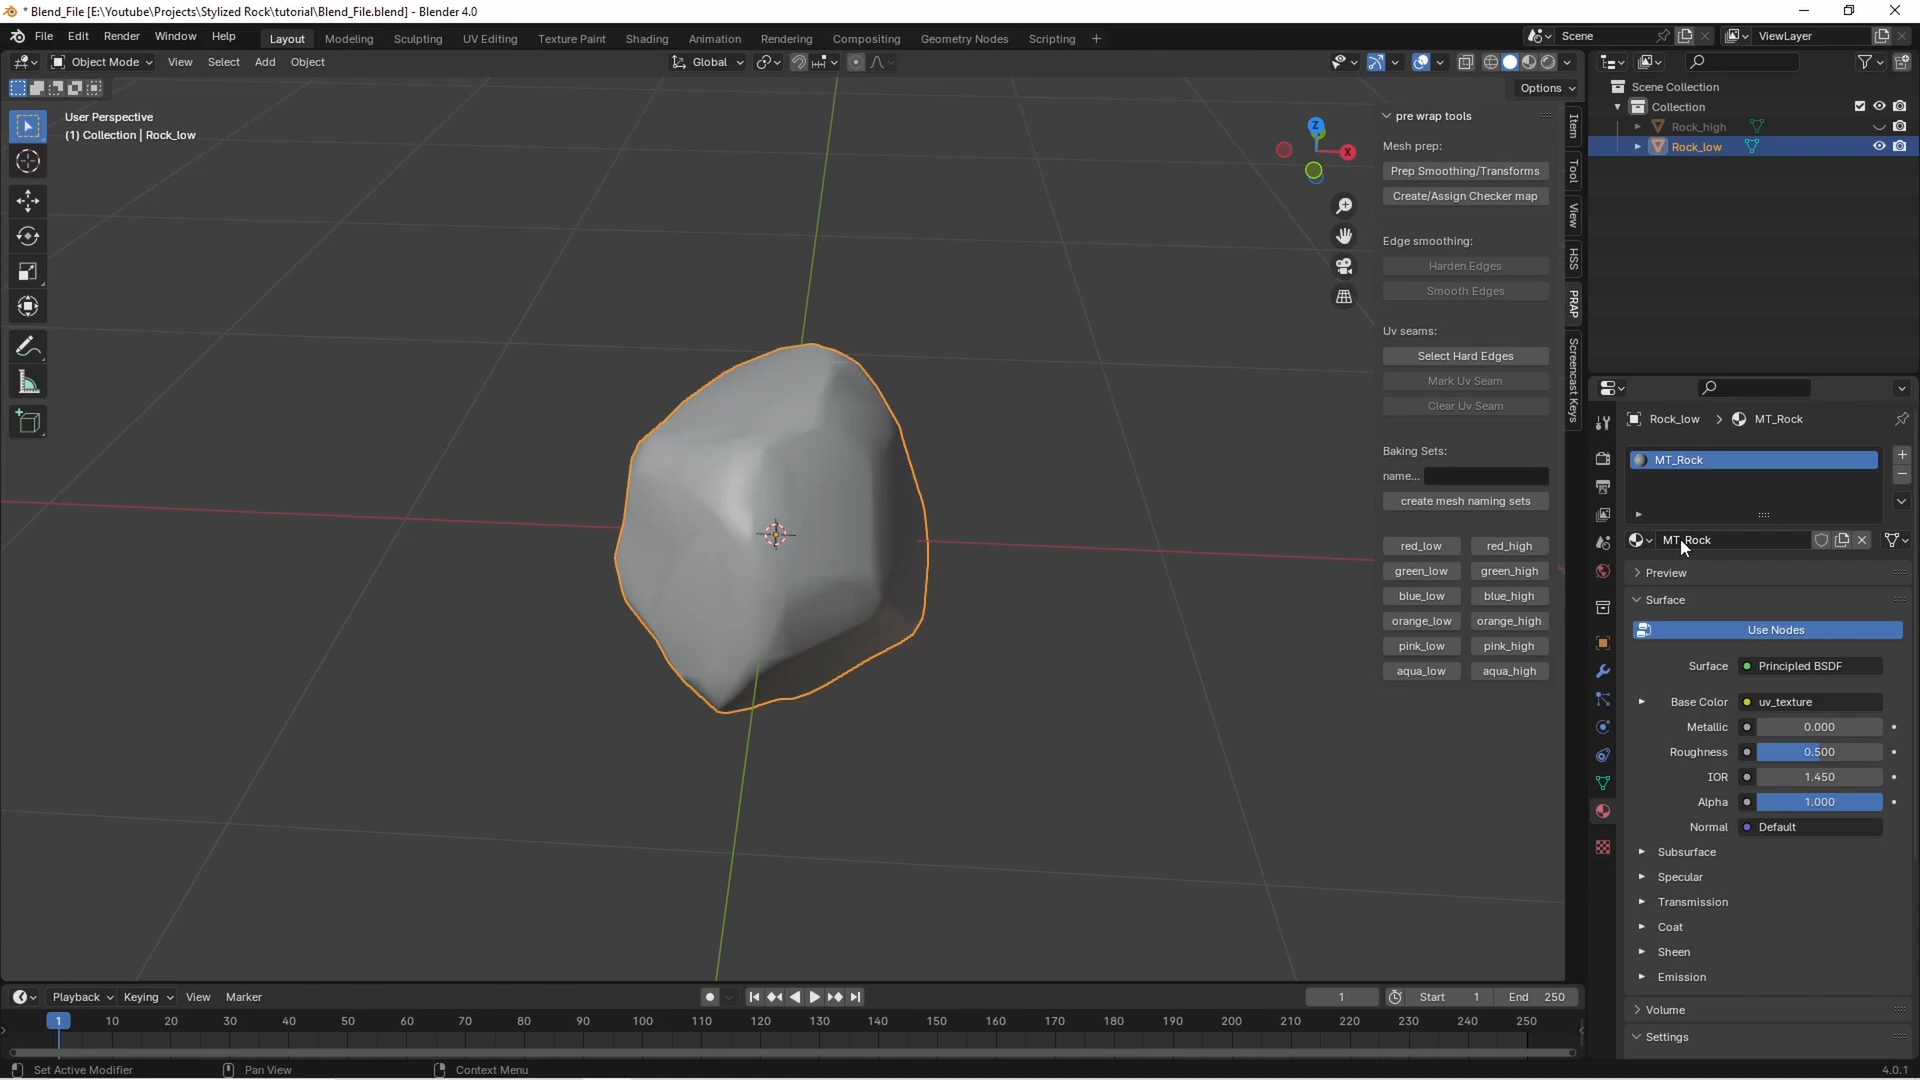 * Blend_File [E:\Youtube\Projects\Stylized Rock\tutorial\Blend_File.blend] - Blender 4.0
File Edit Render Window Help
Layout Modeling Sculpting UV Editing Texture Paint Shading Animation Rendering Compositing Geometry Nodes Scripting +
Scene
ViewLayer
Object Mode View Select Add Object
Global
Options
User Perspective
(1) Collection | Rock_low
Z
X
pre wrap tools
Mesh prep:
Prep Smoothing/Transforms
Create/Assign Checker map
Edge smoothing:
Harden Edges
Smooth Edges
Uv seams:
Select Hard Edges
Mark Uv Seam
Clear Uv Seam
Baking Sets:
name...
create mesh naming sets
red_low red_high
green_low green_high
blue_low blue_high
orange_low orange_high
pink_low pink_high
aqua_low aqua_high
Item
Tool
View
HSS
PRAP
Screencast Keys
Scene Collection
Collection
Rock_high
Rock_low
Rock_low > MT_Rock
MT_Rock
MT_Rock
Preview
Surface
Use Nodes
Surface Principled BSDF
Base Color uv_texture
Metallic 0.000
Roughness 0.500
IOR 1.450
Alpha 1.000
Normal Default
Subsurface
Specular
Transmission
Coat
Sheen
Emission
Volume
Settings
Playback Keying View Marker
1 Start 1 End 250
1 10 20 30 40 50 60 70 80 90 100 110 120 130 140 150 160 170 180 190 200 210 220 230 240 250
Set Active Modifier Pan View Context Menu
4.0.1